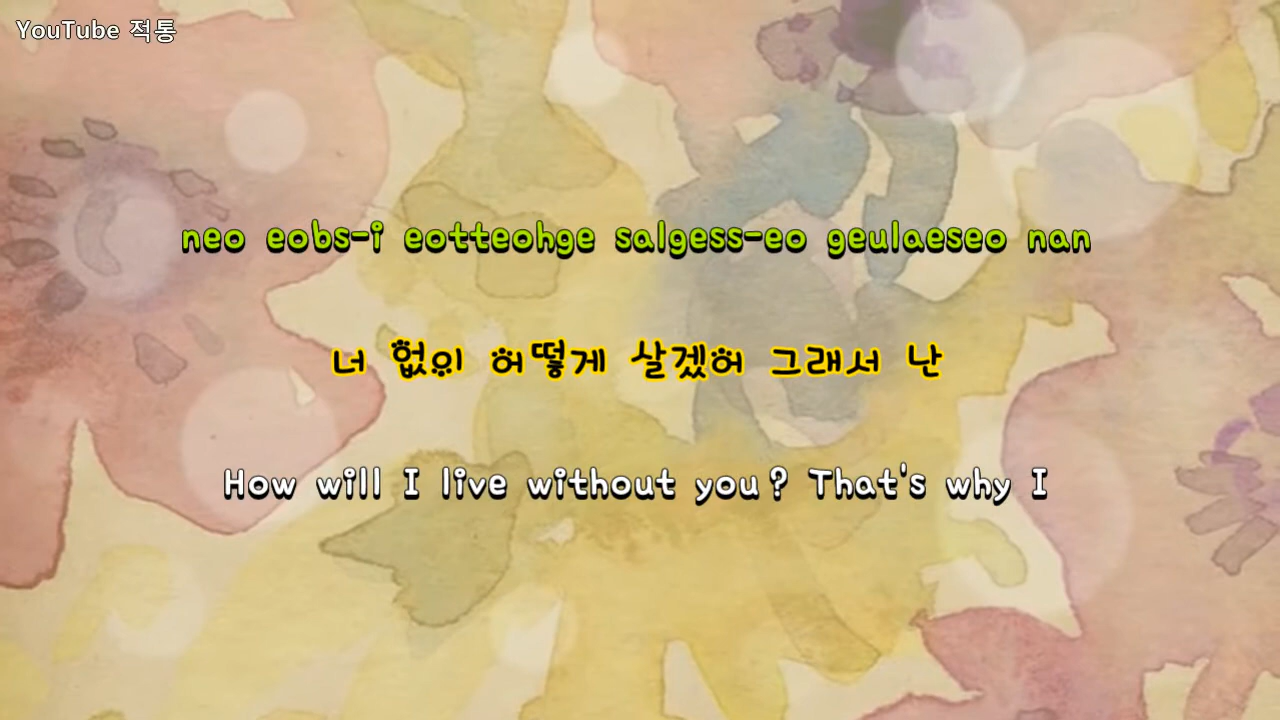 YouTube 적통
neo eobs-i eotteohge salgess-eo geulaeseo nan
너 없이 어떻게 살겠어 그래서 난
How will I live without you? That's why I